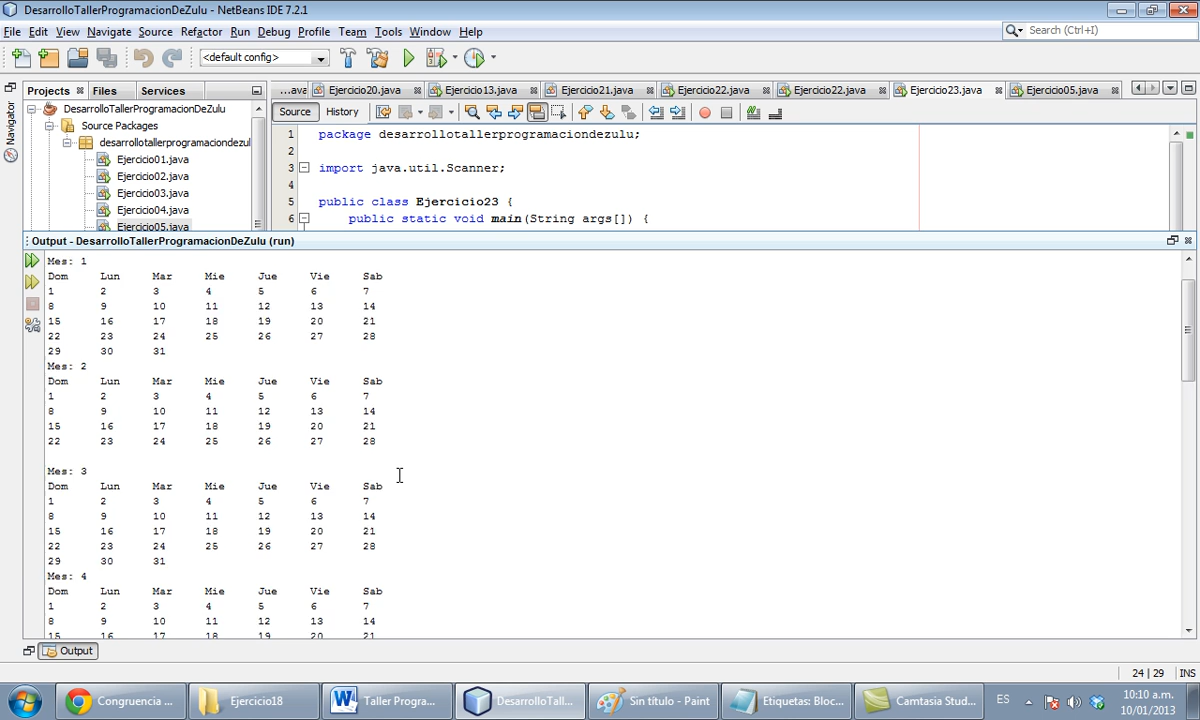 DesarrolloTallerProgramacionDeZulu - NetBeans IDE 7.2.1
File Edit View Navigate Source Refactor Run Debug Profile Team Tools Window Help
Search (Ctrl+I)
<default config>
Projects Files Services
...ava Ejercicio20.java Ejercicio13.java Ejercicio21.java Ejercicio22.java Ejercicio22.java Ejercicio23.java Ejercicio05.java
Navigator
DesarrolloTallerProgramacionDeZulu
Source Packages
desarrollotallerprogramaciondezul
Ejercicio01.java
Ejercicio02.java
Ejercicio03.java
Ejercicio04.java
Ejercicio05.java
Source History
1 package desarrollotallerprogramaciondezulu;
2
3 import java.util.Scanner;
4
5 public class Ejercicio23 {
6 public static void main(String args[]) {
Output - DesarrolloTallerProgramacionDeZulu (run)
Mes: 1
Dom Lun Mar Mie Jue Vie Sab
1 2 3 4 5 6 7
8 9 10 11 12 13 14
15 16 17 18 19 20 21
22 23 24 25 26 27 28
29 30 31
Mes: 2
Dom Lun Mar Mie Jue Vie Sab
1 2 3 4 5 6 7
8 9 10 11 12 13 14
15 16 17 18 19 20 21
22 23 24 25 26 27 28
Mes: 3
Dom Lun Mar Mie Jue Vie Sab
1 2 3 4 5 6 7
8 9 10 11 12 13 14
15 16 17 18 19 20 21
22 23 24 25 26 27 28
29 30 31
Mes: 4
Dom Lun Mar Mie Jue Vie Sab
1 2 3 4 5 6 7
8 9 10 11 12 13 14
15 16 17 18 19 20 21
Output
24 | 29 INS
Congruencia ... Ejercicio18 Taller Progra... DesarrolloTall... Sin título - Paint Etiquetas: Bloc... Camtasia Stud... ES
10:10 a.m.
10/01/2013